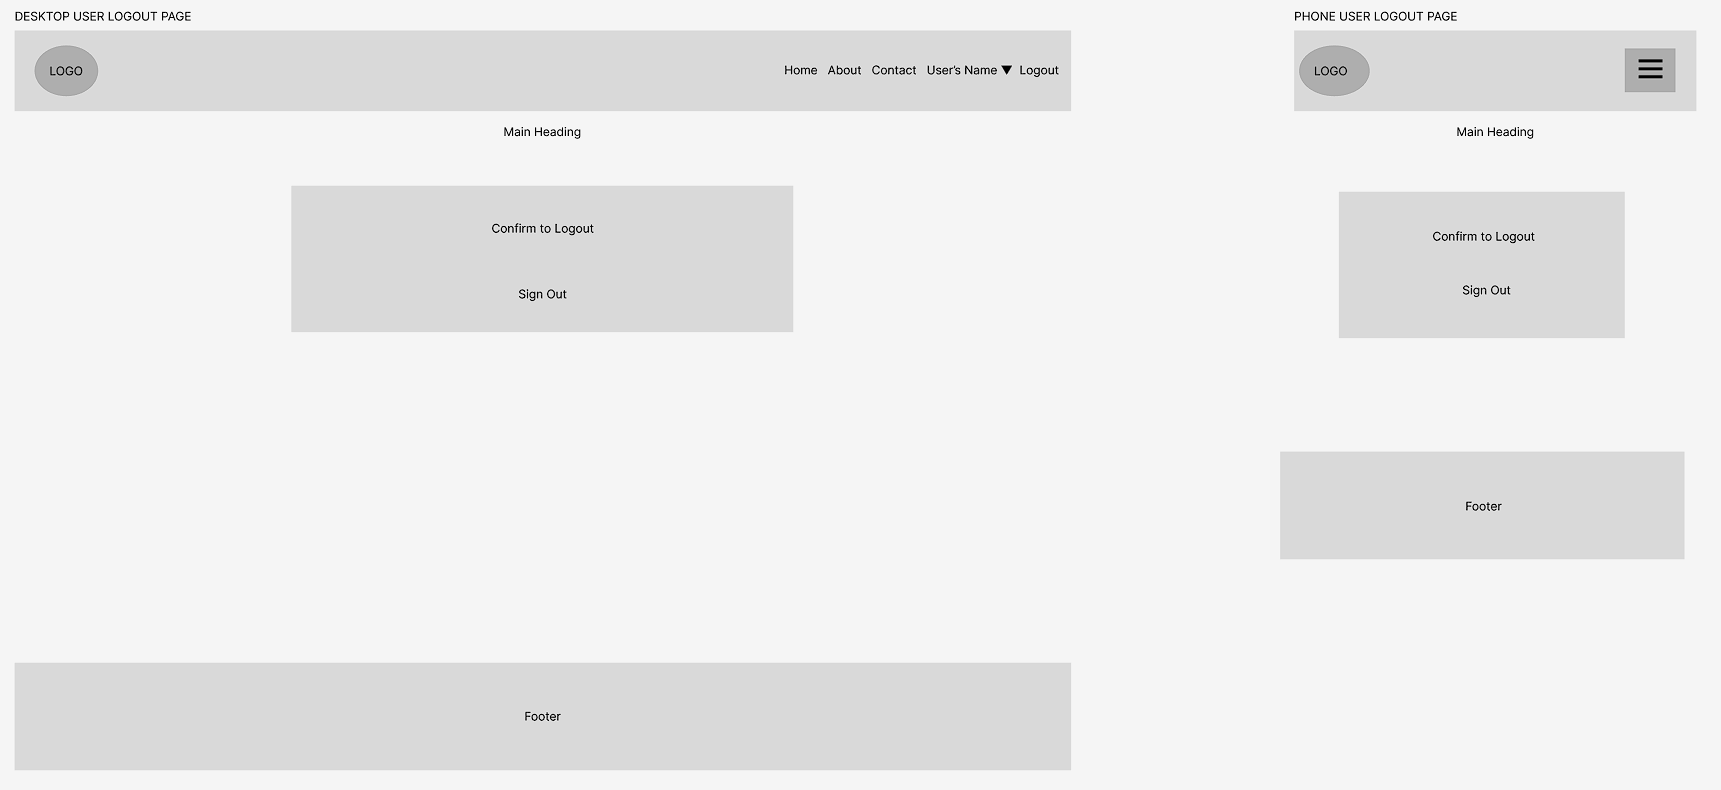 DESKTOP USER LOGOUT PAGE
LOGO
Home About Contact User's Name ▼ Logout
Main Heading
Confirm to Logout
Sign Out
Footer
PHONE USER LOGOUT PAGE
LOGO
Main Heading
Confirm to Logout
Sign Out
Footer